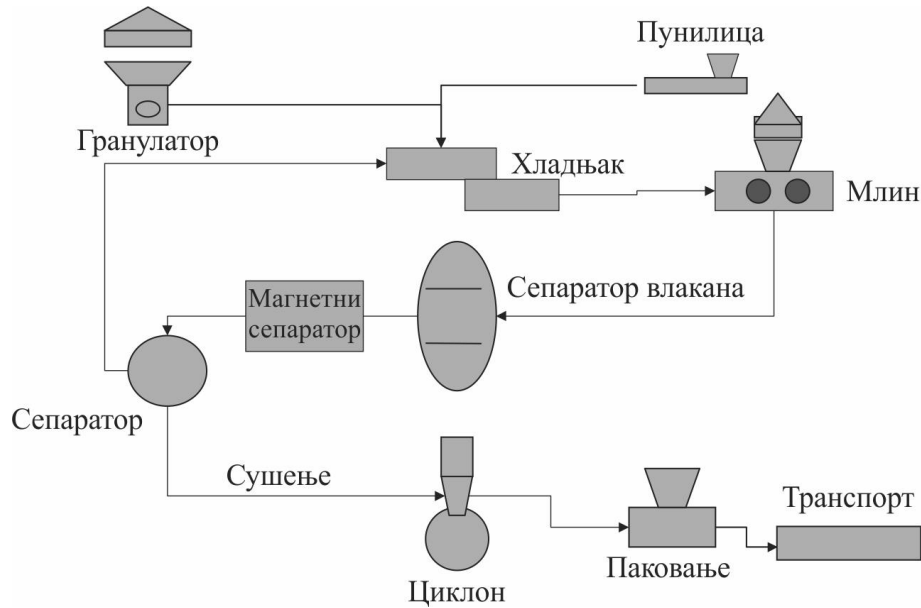 Пунилица
Гранулатор
Хладњак
Млин
Сепаратор влакана
Магнетни
сепаратор
Сепаратор
Сушење
Циклон
Паковање
Транспорт